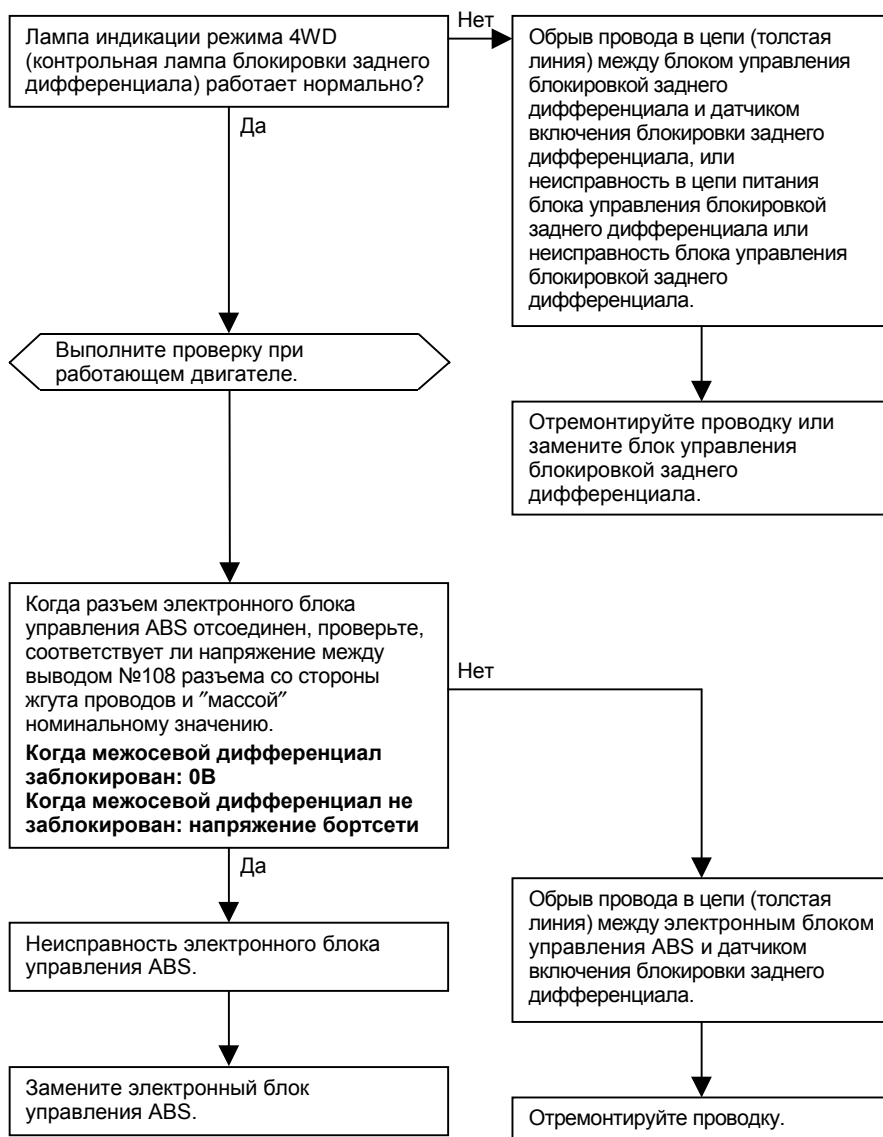 Лампа индикации режима 4WD
(контрольная лампа блокировки заднего
дифференциала) работает нормально?
Нет
Обрыв провода в цепи (толстая
линия) между блоком управления
блокировкой заднего
дифференциала и датчиком
включения блокировки заднего
дифференциала, или
неисправность в цепи питания
блока управления блокировкой
заднего дифференциала или
неисправность блока управления
блокировкой заднего
дифференциала.
Да
Выполните проверку при
работающем двигателе.
Отремонтируйте проводку или
замените блок управления
блокировкой заднего
дифференциала.
Когда разъем электронного блока
управления ABS отсоединен, проверьте,
соответствует ли напряжение между
выводом №108 разъема со стороны
жгута проводов и ″массой″
номинальному значению.
Когда межосевой дифференциал
заблокирован: 0В
Когда межосевой дифференциал не
заблокирован: напряжение бортсети
Нет
Да
Неисправность электронного блока
управления ABS.
Обрыв провода в цепи (толстая
линия) между электронным блоком
управления ABS и датчиком
включения блокировки заднего
дифференциала.
Замените электронный блок
управления ABS.
Отремонтируйте проводку.